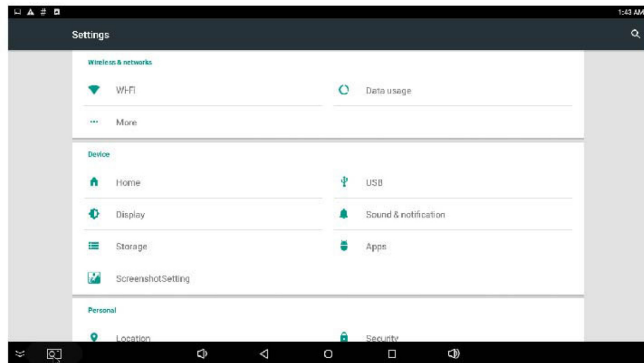 1:43 AM
Settings
Wireless & networks
Wi-Fi
Data usage
More
Device
Home
USB
Display
Sound & notification
Storage
Apps
ScreenshotSetting
Personal
Location
Security